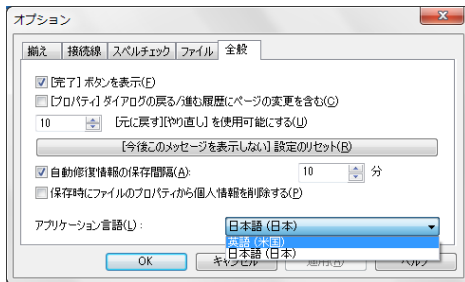 オプション
揃え 接続線 スペルチェック ファイル 全般
[完了] ボタンを表示(F)
[プロパティ] ダイアログの戻る/進む履歴にページの変更を含む(C)
10 [元に戻す][やり直し] を使用可能にする(U)
[今後このメッセージを表示しない] 設定のリセット(R)
自動修復情報の保存間隔(A): 10 分
保存時にファイルのプロパティから個人情報を削除する(P)
アプリケーション言語(L) : 日本語 (日本)
英語 (米国)
日本語 (日本)
OK キャンセル 適用(A) ヘルプ